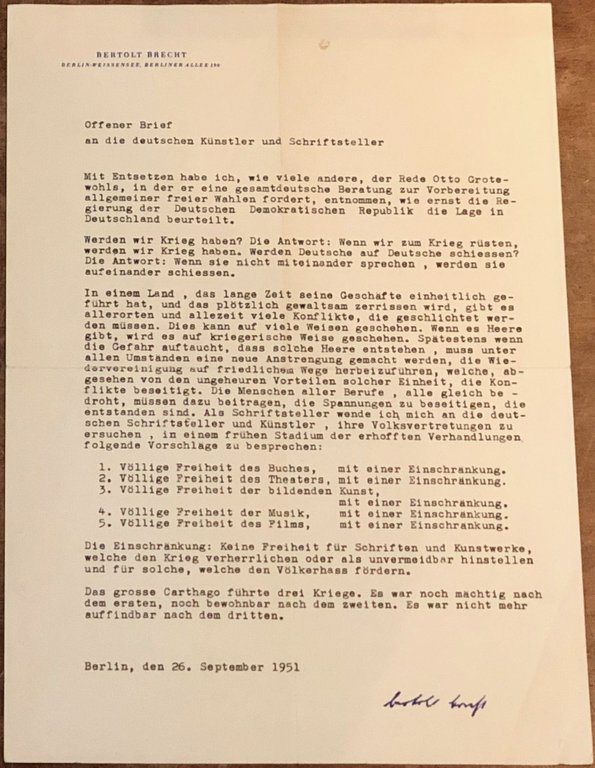 BERTOLT BRECHT
BERLIN-WEISSENSEE, BERLINER ALLEE 190
Offener Brief
an die deutschen Künstler und Schriftsteller
Mit Entsetzen habe ich, wie viele andere, der Rede Otto Grote-
wohls, in der er eine gesamtdeutsche Beratung zur Vorbereitung
allgemeiner freier Wahlen fordert, entnommen, wie ernst die Re-
gierung der Deutschen Demokratischen Republik die Lage in
Deutschland beurteilt.
Werden wir Krieg haben? Die Antwort: Wenn wir zum Krieg rüsten,
werden wir Krieg haben. Werden Deutsche auf Deutsche schiessen?
Die Antwort: Wenn sie nicht miteinander sprechen , werden sie
aufeinander schiessen.
In einem Land , das lange Zeit seine Geschäfte einheitlich ge-
führt hat, und das plötzlich gewaltsam zerrissen wird, gibt es
allerorten und allezeit viele Konflikte, die geschlichtet wer-
den müssen. Dies kann auf viele Weisen geschehen. Wenn es Heere
gibt, wird es auf kriegerische Weise geschehen. Spätestens wenn
die Gefahr auftaucht, dass solche Heere entstehen , muss unter
allen Umständen eine neue Anstrengung gemacht werden, die Wie-
dervereinigung auf friedlichem Wege herbeizuführen, welche, ab-
gesehen von den ungeheuren Vorteilen solcher Einheit, die Kon-
flikte beseitigt. Die Menschen aller Berufe , alle gleich be -
droht, müssen dazu beitragen, die Spannungen zu beseitigen, die
entstanden sind. Als Schriftsteller wende ich mich an die deut-
schen Schriftsteller und Künstler , ihre Volksvertretungen zu
ersuchen , in einem frühen Stadium der erhofften Verhandlungen
folgende Vorschläge zu besprechen:
1. Völlige Freiheit des Buches, mit einer Einschränkung.
2. Völlige Freiheit des Theaters, mit einer Einschränkung.
3. Völlige Freiheit der bildenden Kunst,
mit einer Einschränkung.
4. Völlige Freiheit der Musik, mit einer Einschränkung.
5. Völlige Freiheit des Films, mit einer Einschränkung.
Die Einschränkung: Keine Freiheit für Schriften und Kunstwerke,
welche den Krieg verherrlichen oder als unvermeidbar hinstellen
und für solche, welche den Völkerhass fördern.
Das grosse Carthago führte drei Kriege. Es war noch mächtig nach
dem ersten, noch bewohnbar nach dem zweiten. Es war nicht mehr
auffindbar nach dem dritten.
Berlin, den 26. September 1951
bertolt brecht